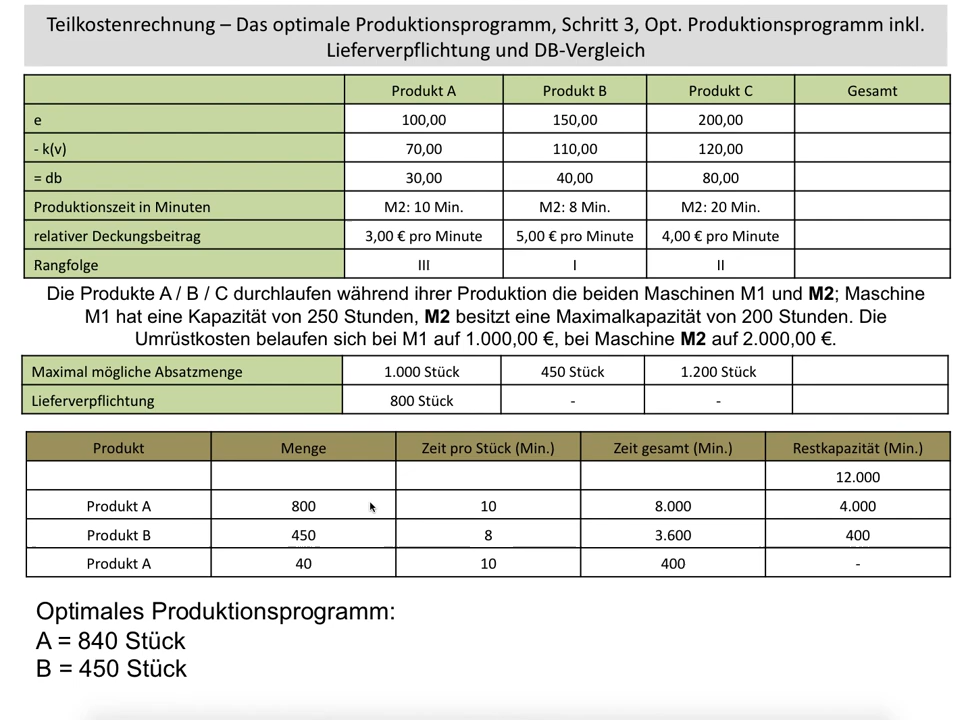 Teilkostenrechnung – Das optimale Produktionsprogramm, Schritt 3, Opt. Produktionsprogramm inkl.
Lieferverpflichtung und DB-Vergleich
Produkt A Produkt B Produkt C Gesamt
e 100,00 150,00 200,00
- k(v) 70,00 110,00 120,00
= db 30,00 40,00 80,00
Produktionszeit in Minuten M2: 10 Min. M2: 8 Min. M2: 20 Min.
relativer Deckungsbeitrag 3,00 € pro Minute 5,00 € pro Minute 4,00 € pro Minute
Rangfolge III I II
Die Produkte A / B / C durchlaufen während ihrer Produktion die beiden Maschinen M1 und M2; Maschine
M1 hat eine Kapazität von 250 Stunden, M2 besitzt eine Maximalkapazität von 200 Stunden. Die
Umrüstkosten belaufen sich bei M1 auf 1.000,00 €, bei Maschine M2 auf 2.000,00 €.
Maximal mögliche Absatzmenge 1.000 Stück 450 Stück 1.200 Stück
Lieferverpflichtung 800 Stück - -
Produkt Menge Zeit pro Stück (Min.) Zeit gesamt (Min.) Restkapazität (Min.)
12.000
Produkt A 800 10 8.000 4.000
Produkt B 450 8 3.600 400
Produkt A 40 10 400 -
Optimales Produktionsprogramm:
A = 840 Stück
B = 450 Stück